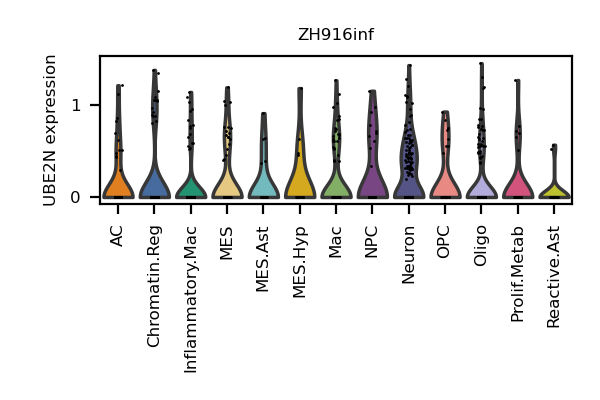 ZH916inf
UBE2N expression
1
0
AC
Chromatin.Reg
Inflammatory.Mac
MES
MES.Ast
MES.Hyp
Mac
NPC
Neuron
OPC
Oligo
Prolif.Metab
Reactive.Ast